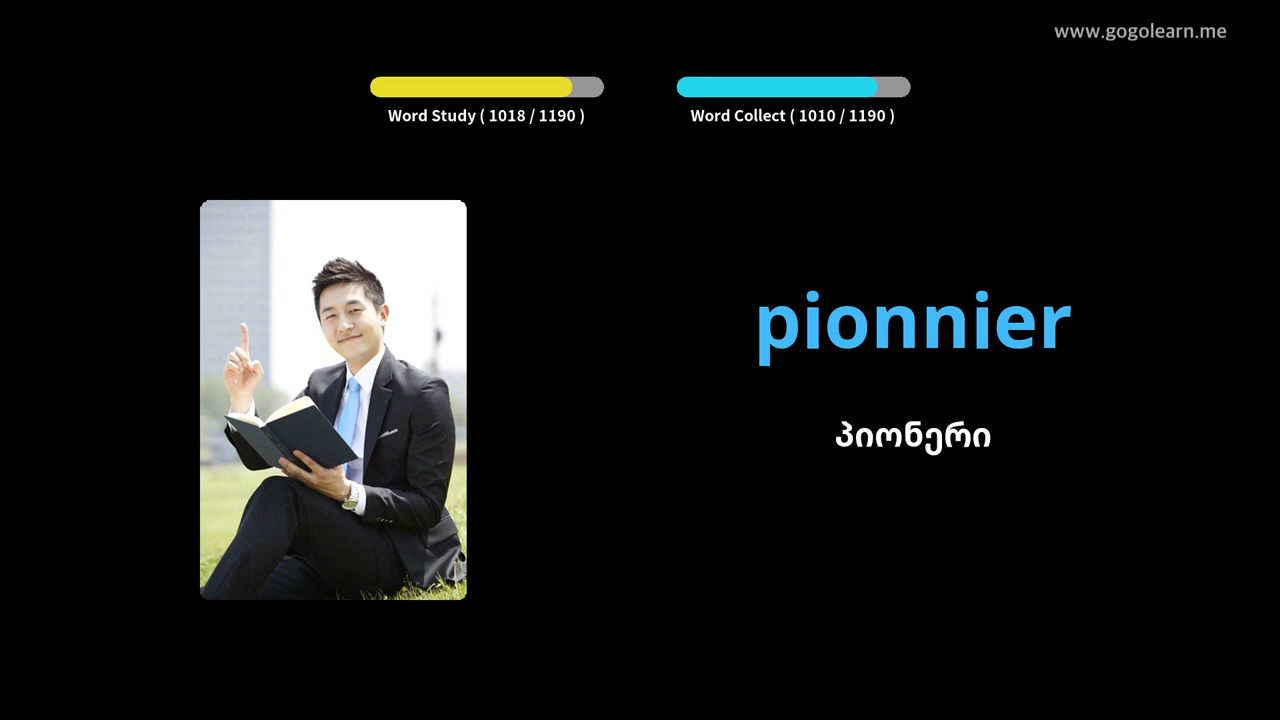 www.gogolearn.me
Word Study ( 1018 / 1190 )
Word Collect ( 1010 / 1190 )
pionnier
პიონერი